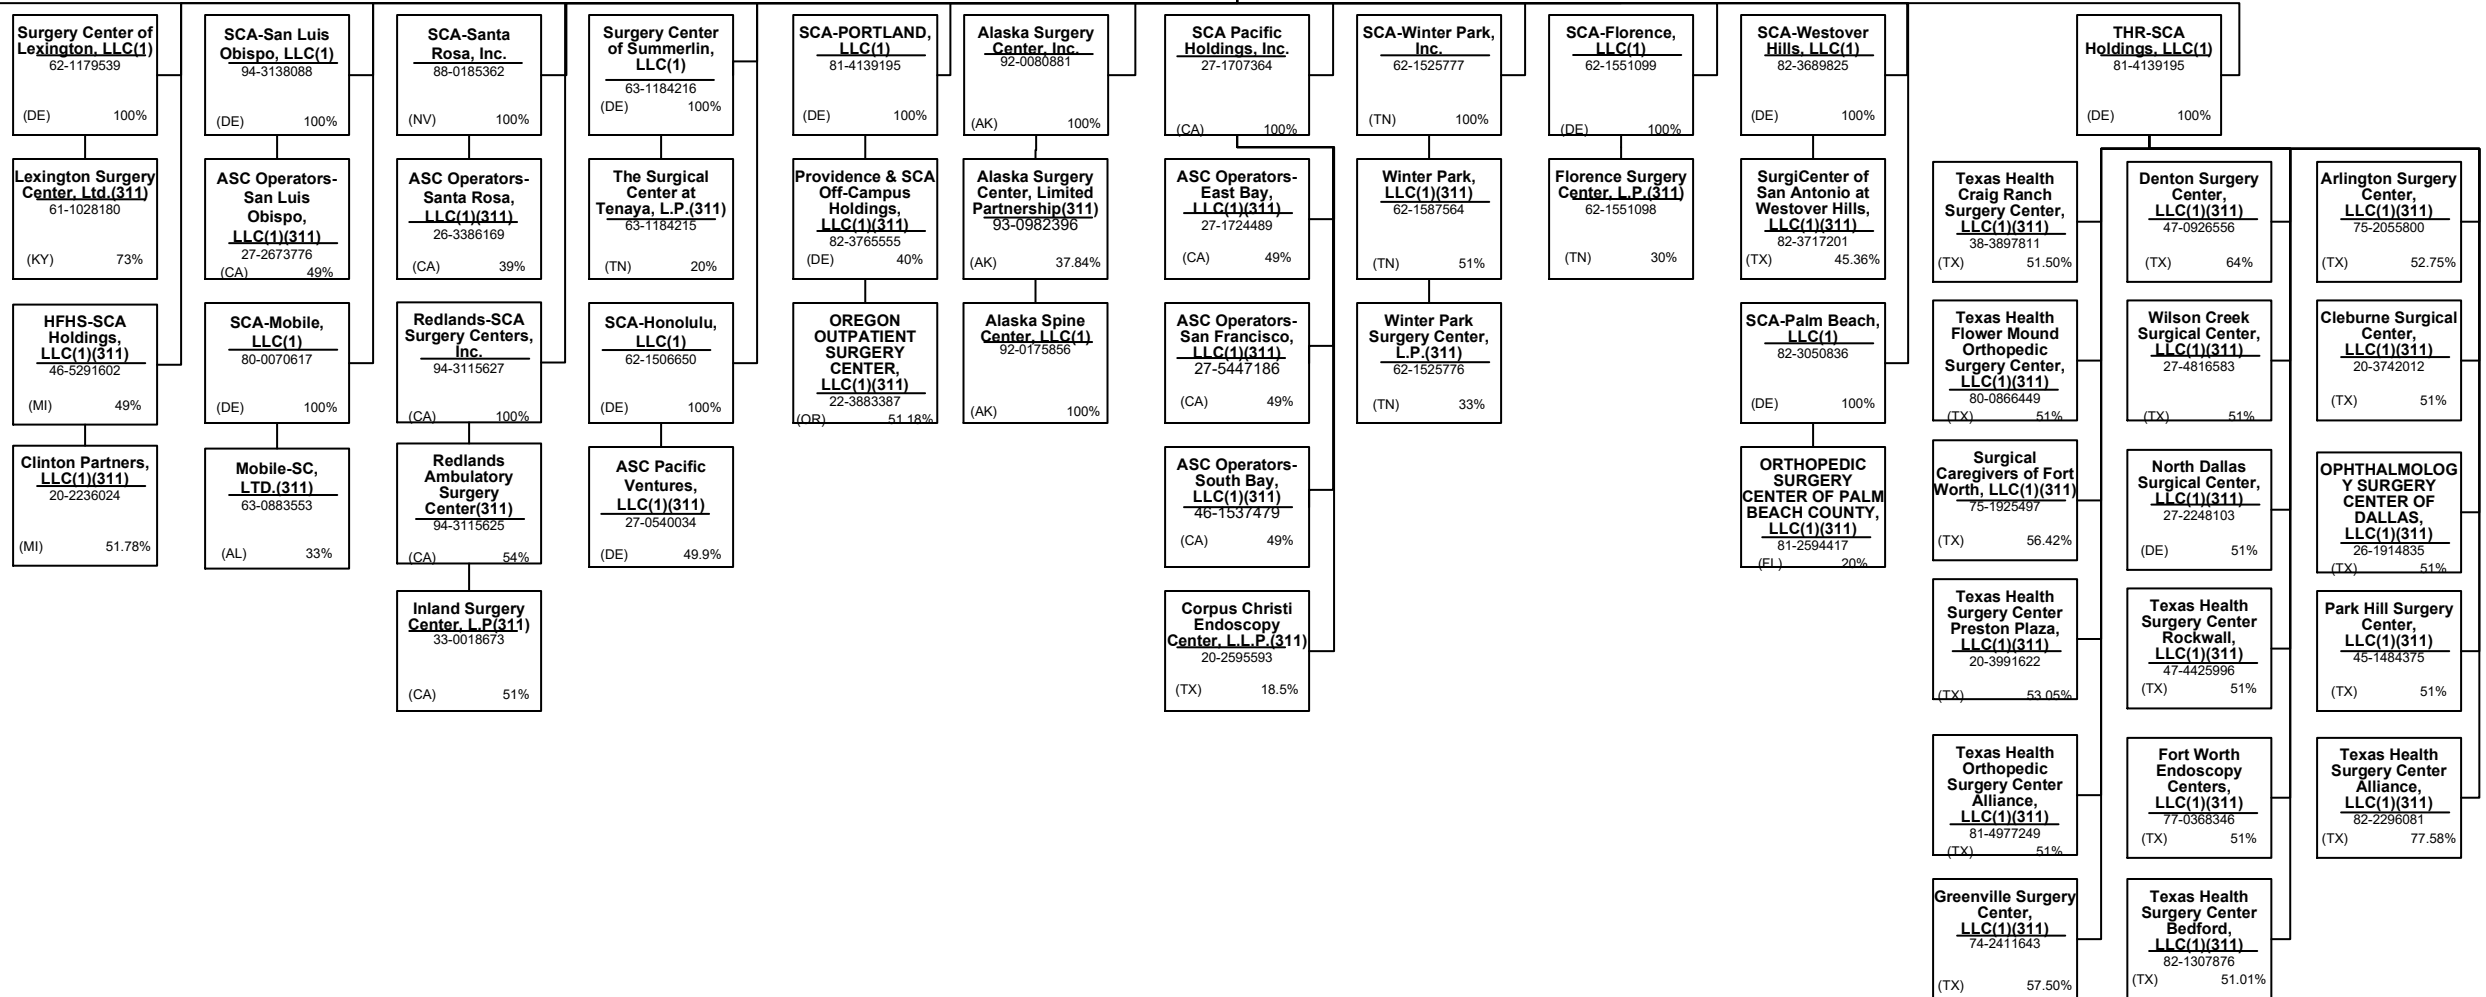 Surgery Center of
Lexington, LLC(1)
62-1179539
(DE) 100%
Lexington Surgery
Center, Ltd.(311)
61-1028180
(KY) 73%
HFHS-SCA
Holdings,
LLC(1)(311)
46-5291602
(MI) 49%
Clinton Partners,
LLC(1)(311)
20-2236024
(MI) 51.78%
SCA-San Luis
Obispo, LLC(1)
94-3138088
(DE) 100%
ASC Operators-
San Luis
Obispo,
LLC(1)(311)
27-2673776
(CA) 49%
SCA-Mobile,
LLC(1)
80-0070617
(DE) 100%
Mobile-SC,
LTD.(311)
63-0883553
(AL) 33%
SCA-Santa
Rosa, Inc.
88-0185362
(NV) 100%
ASC Operators-
Santa Rosa,
LLC(1)(311)
26-3386169
(CA) 39%
Redlands-SCA
Surgery Centers,
Inc.
94-3115627
(CA) 100%
Redlands
Ambulatory
Surgery
Center(311)
94-3115625
(CA) 54%
Inland Surgery
Center, L.P(311)
33-0018673
(CA) 51%
Surgery Center
of Summerlin,
LLC(1)
63-1184216
(DE) 100%
The Surgical
Center at
Tenaya, L.P.(311)
63-1184215
(TN) 20%
SCA-Honolulu,
LLC(1)
62-1506650
(DE) 100%
ASC Pacific
Ventures,
LLC(1)(311)
27-0540034
(DE) 49.9%
SCA-PORTLAND,
LLC(1)
81-4139195
(DE) 100%
Providence & SCA
Off-Campus
Holdings,
LLC(1)(311)
82-3765555
(DE) 40%
OREGON
OUTPATIENT
SURGERY
CENTER,
LLC(1)(311)
22-3883387
(OR) 51.18%
Alaska Surgery
Center, Inc.
92-0080881
(AK) 100%
Alaska Surgery
Center, Limited
Partnership(311)
93-0982396
(AK) 37.84%
Alaska Spine
Center, LLC(1)
92-0175856
(AK) 100%
SCA Pacific
Holdings, Inc.
27-1707364
(CA) 100%
ASC Operators-
East Bay,
LLC(1)(311)
27-1724489
(CA) 49%
ASC Operators-
San Francisco,
LLC(1)(311)
27-5447186
(CA) 49%
ASC Operators-
South Bay,
LLC(1)(311)
46-1537479
(CA) 49%
Corpus Christi
Endoscopy
Center, L.L.P.(311)
20-2595593
(TX) 18.5%
SCA-Winter Park,
Inc.
62-1525777
(TN) 100%
Winter Park,
LLC(1)(311)
62-1587564
(TN) 51%
Winter Park
Surgery Center,
L.P.(311)
62-1525776
(TN) 33%
SCA-Florence,
LLC(1)
62-1551099
(DE) 100%
Florence Surgery
Center, L.P.(311)
62-1551098
(TN) 30%
SCA-Westover
Hills, LLC(1)
82-3689825
(DE) 100%
SurgiCenter of
San Antonio at
Westover Hills,
LLC(1)(311)
82-3717201
(TX) 45.36%
SCA-Palm Beach,
LLC(1)
82-3050836
(DE) 100%
ORTHOPEDIC
SURGERY
CENTER OF PALM
BEACH COUNTY,
LLC(1)(311)
81-2594417
(FL) 20%
THR-SCA
Holdings, LLC(1)
81-4139195
(DE) 100%
Texas Health
Craig Ranch
Surgery Center,
LLC(1)(311)
38-3897811
(TX) 51.50%
Texas Health
Flower Mound
Orthopedic
Surgery Center,
LLC(1)(311)
80-0866449
(TX) 51%
Surgical
Caregivers of Fort
Worth, LLC(1)(311)
75-1925497
(TX) 56.42%
Texas Health
Surgery Center
Preston Plaza,
LLC(1)(311)
20-3991622
(TX) 53.05%
Texas Health
Orthopedic
Surgery Center
Alliance,
LLC(1)(311)
81-4977249
(TX) 51%
Greenville Surgery
Center,
LLC(1)(311)
74-2411643
(TX) 57.50%
Denton Surgery
Center,
LLC(1)(311)
47-0926556
(TX) 64%
Wilson Creek
Surgical Center,
LLC(1)(311)
27-4816583
(TX) 51%
North Dallas
Surgical Center,
LLC(1)(311)
27-2248103
(DE) 51%
Texas Health
Surgery Center
Rockwall,
LLC(1)(311)
47-4425996
(TX) 51%
Fort Worth
Endoscopy
Centers,
LLC(1)(311)
77-0368346
(TX) 51%
Texas Health
Surgery Center
Bedford,
LLC(1)(311)
82-1307876
(TX) 51.01%
Arlington Surgery
Center,
LLC(1)(311)
75-2055800
(TX) 52.75%
Cleburne Surgical
Center,
LLC(1)(311)
20-3742012
(TX) 51%
OPHTHALMOLOG
Y SURGERY
CENTER OF
DALLAS,
LLC(1)(311)
26-1914835
(TX) 51%
Park Hill Surgery
Center,
LLC(1)(311)
45-1484375
(TX) 51%
Texas Health
Surgery Center
Alliance,
LLC(1)(311)
82-2296081
(TX) 77.58%